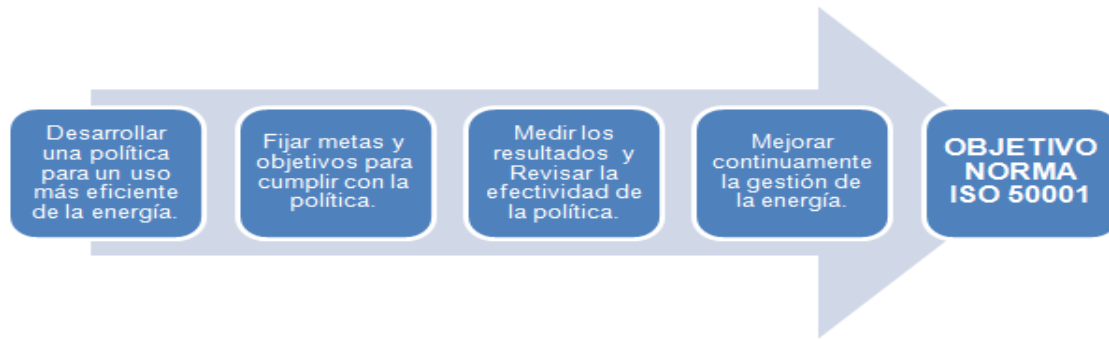 Desarrollar
una política
para un uso
más eficiente
de la energía.
Fijar metas y
objetivos para
cumplir con la
política.
Medir los
resultados y
Revisar la
efectividad de
la política.
Mejorar
continuamente
la gestión de
la energía.
OBJETIVO
NORMA
ISO 50001